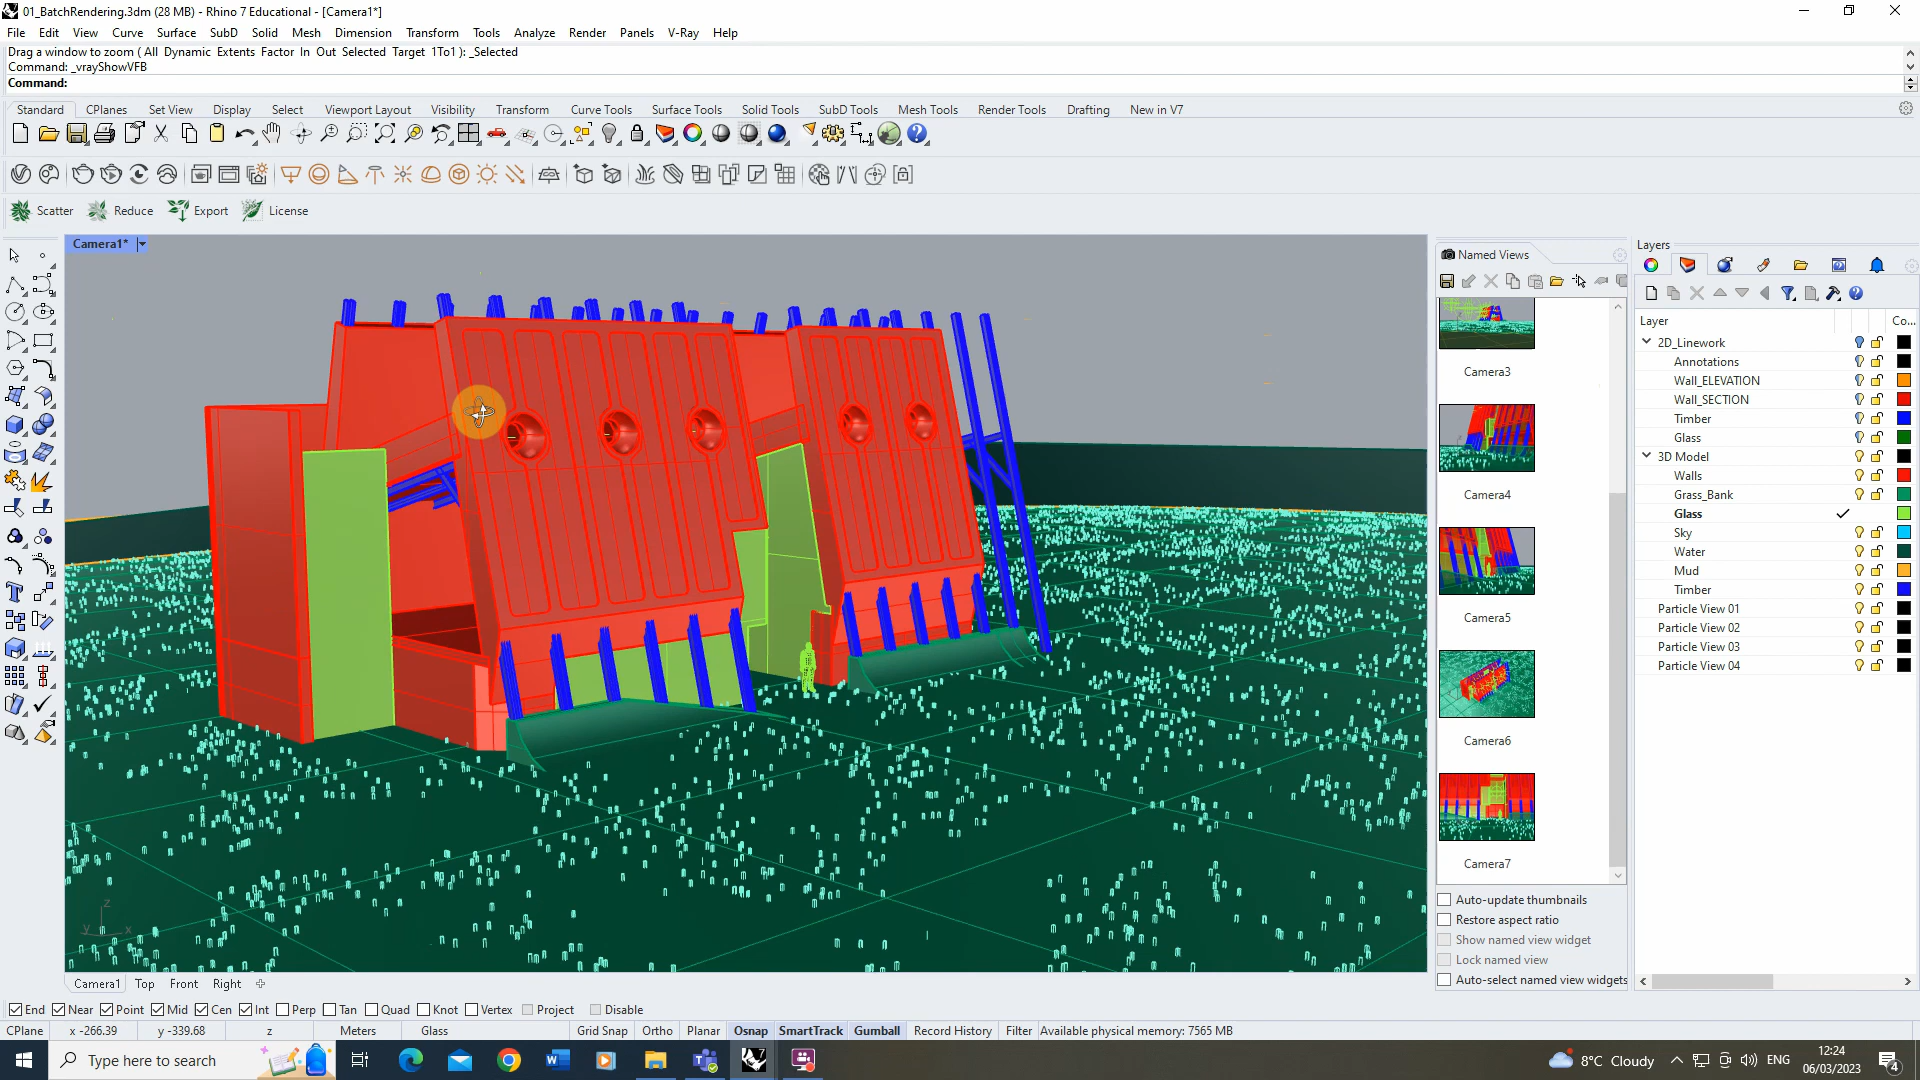 01_BatchRendering.3dm (28 MB) - Rhino 7 Educational - [Camera1*]
File Edit View Curve Surface SubD Solid Mesh Dimension Transform Tools Analyze Render Panels V-Ray Help
Drag a window to zoom ( All Dynamic Extents Factor In Out Selected Target 1To1 ): _Selected
Command: _vrayShowVFB
Command:
Standard CPlanes Set View Display Select Viewport Layout Visibility Transform Curve Tools Surface Tools Solid Tools SubD Tools Mesh Tools Render Tools Drafting New in V7
Scatter Reduce Export License
Camera1*
Named Views
Camera3
Camera4
Camera5
Camera6
Camera7
Auto-update thumbnails
Restore aspect ratio
Show named view widget
Lock named view
Auto-select named view widgets
Layers
Layer Co...
2D_Linework
Annotations
Wall_ELEVATION
Wall_SECTION
Timber
Glass
3D Model
Walls
Grass_Bank
Glass
Sky
Water
Mud
Timber
Particle View 01
Particle View 02
Particle View 03
Particle View 04
z
y x
Camera1 Top Front Right
End Near Point Mid Cen Int Perp Tan Quad Knot Vertex Project Disable
CPlane x -266.39 y -339.68 z Meters Glass Grid Snap Ortho Planar Osnap SmartTrack Gumball Record History Filter Available physical memory: 7565 MB
Type here to search
8°C Cloudy
ENG
12:24
06/03/2023
4